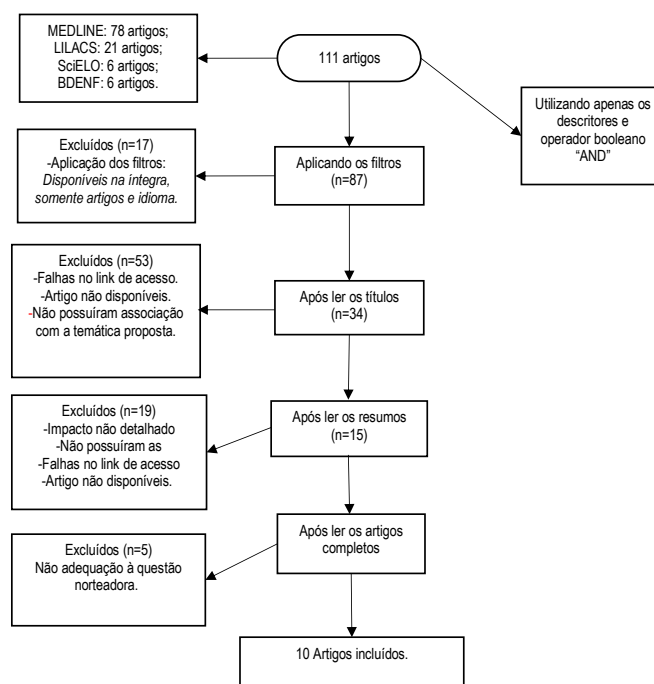 MEDLINE: 78 artigos;
LILACS: 21 artigos;
SciELO: 6 artigos;
BDENF: 6 artigos.
111 artigos
Utilizando apenas os
descritores e
operador booleano
“AND”
Excluídos (n=17)
-Aplicação dos filtros:
Disponíveis na íntegra,
somente artigos e idioma.
Aplicando os filtros
(n=87)
Excluídos (n=53)
-Falhas no link de acesso.
-Artigo não disponíveis.
-Não possuíram associação
com a temática proposta.
Após ler os títulos
(n=34)
Excluídos (n=19)
-Impacto não detalhado
-Não possuíram as
-Falhas no link de acesso
-Artigo não disponíveis.
Após ler os resumos
(n=15)
Após ler os artigos
completos
Excluídos (n=5)
Não adequação à questão
norteadora.
10 Artigos incluídos.